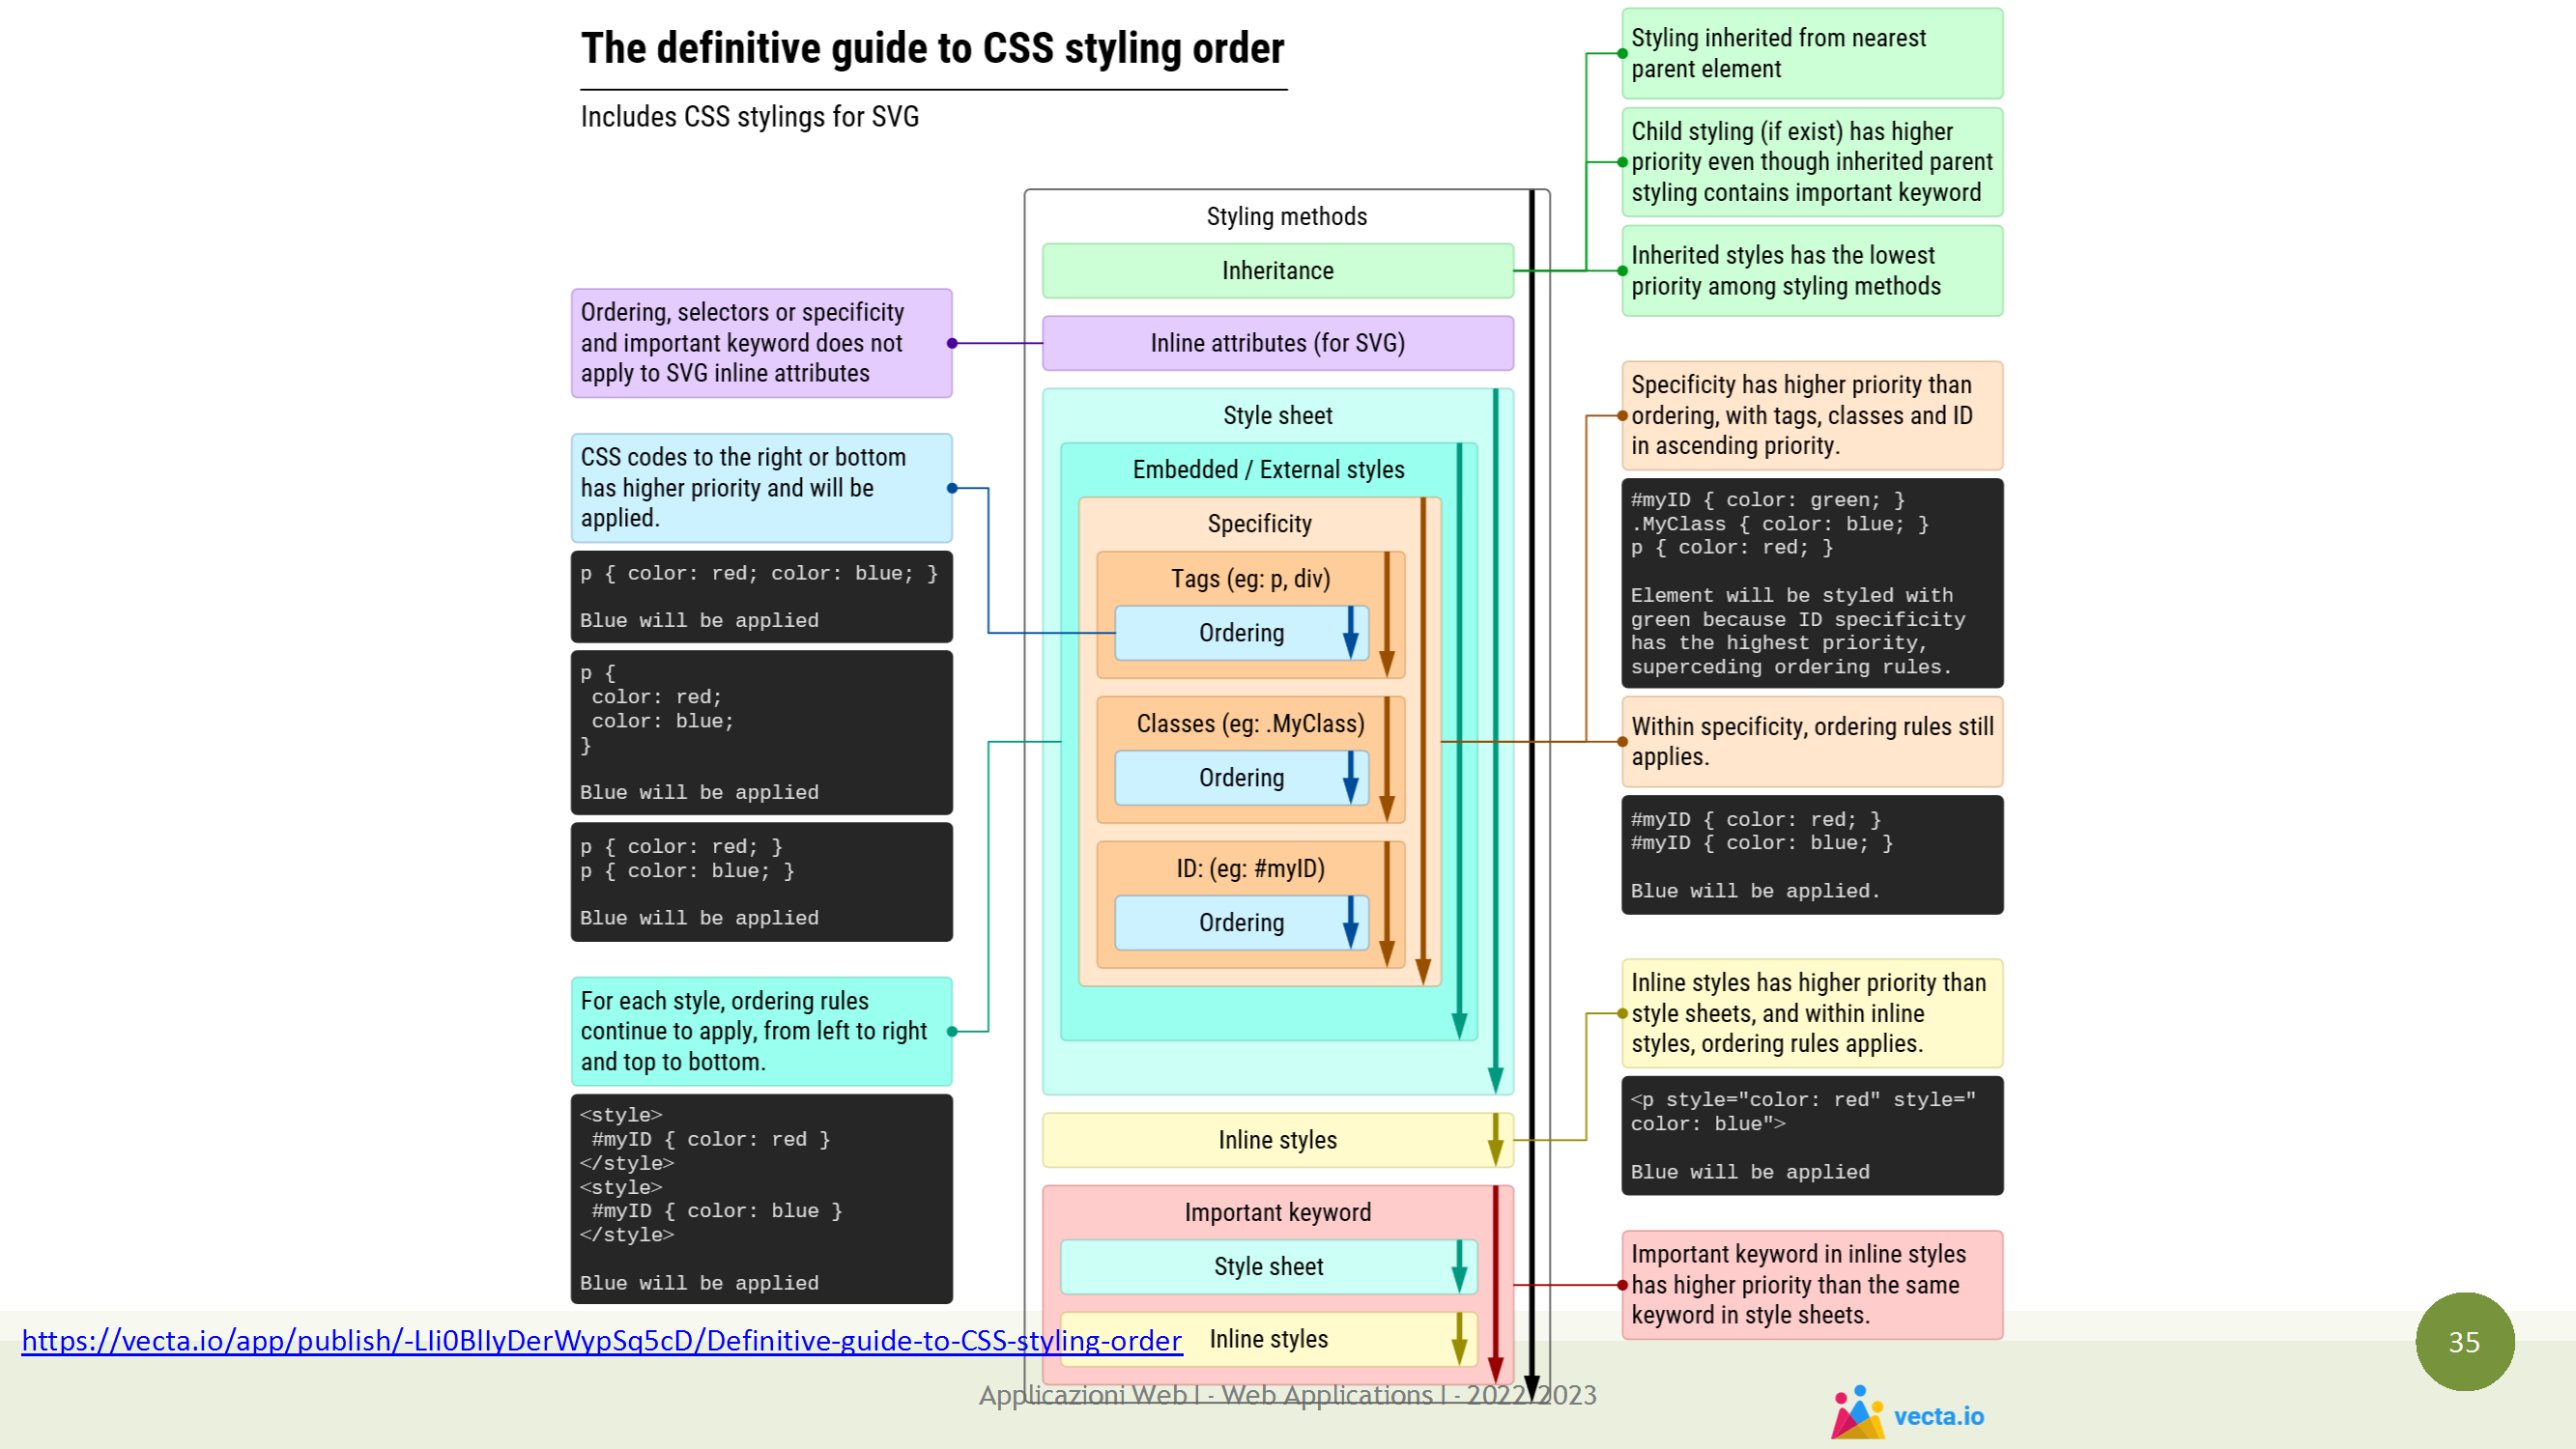 The definitive guide to CSS styling order
Includes CSS stylings for SVG
Ordering, selectors or specificity
and important keyword does not
apply to SVG inline attributes
CSS codes to the right or bottom
has higher priority and will be
applied.
p { color: red; color: blue; }
Blue will be applied
p {
color: red;
color: blue;
}
Blue will be applied
p { color: red; }
p { color: blue; }
Blue will be applied
For each style, ordering rules
continue to apply, from left to right
and top to bottom.
<style>
#myID { color: red }
</style>
<style>
#myID { color: blue }
</style>
Blue will be applied
Styling methods
Inheritance
Inline attributes (for SVG)
Style sheet
Embedded / External styles
Specificity
Tags (eg: p, div)
Ordering
Classes (eg: .MyClass)
Ordering
ID: (eg: #myID)
Ordering
Inline styles
Important keyword
Style sheet
Inline styles
Styling inherited from nearest
parent element
Child styling (if exist) has higher
priority even though inherited parent
styling contains important keyword
Inherited styles has the lowest
priority among styling methods
Specificity has higher priority than
ordering, with tags, classes and ID
in ascending priority.
#myID { color: green; }
.MyClass { color: blue; }
p { color: red; }
Element will be styled with
green because ID specificity
has the highest priority,
superceding ordering rules.
Within specificity, ordering rules still
applies.
#myID { color: red; }
#myID { color: blue; }
Blue will be applied.
Inline styles has higher priority than
style sheets, and within inline
styles, ordering rules applies.
<p style="color: red" style="
color: blue">
Blue will be applied
Important keyword in inline styles
has higher priority than the same
keyword in style sheets.
https://vecta.io/app/publish/-LIi0BlIyDerWypSq5cD/Definitive-guide-to-CSS-styling-order
35
Applicazioni Web I - Web Applications I - 2022/2023
vecta.io